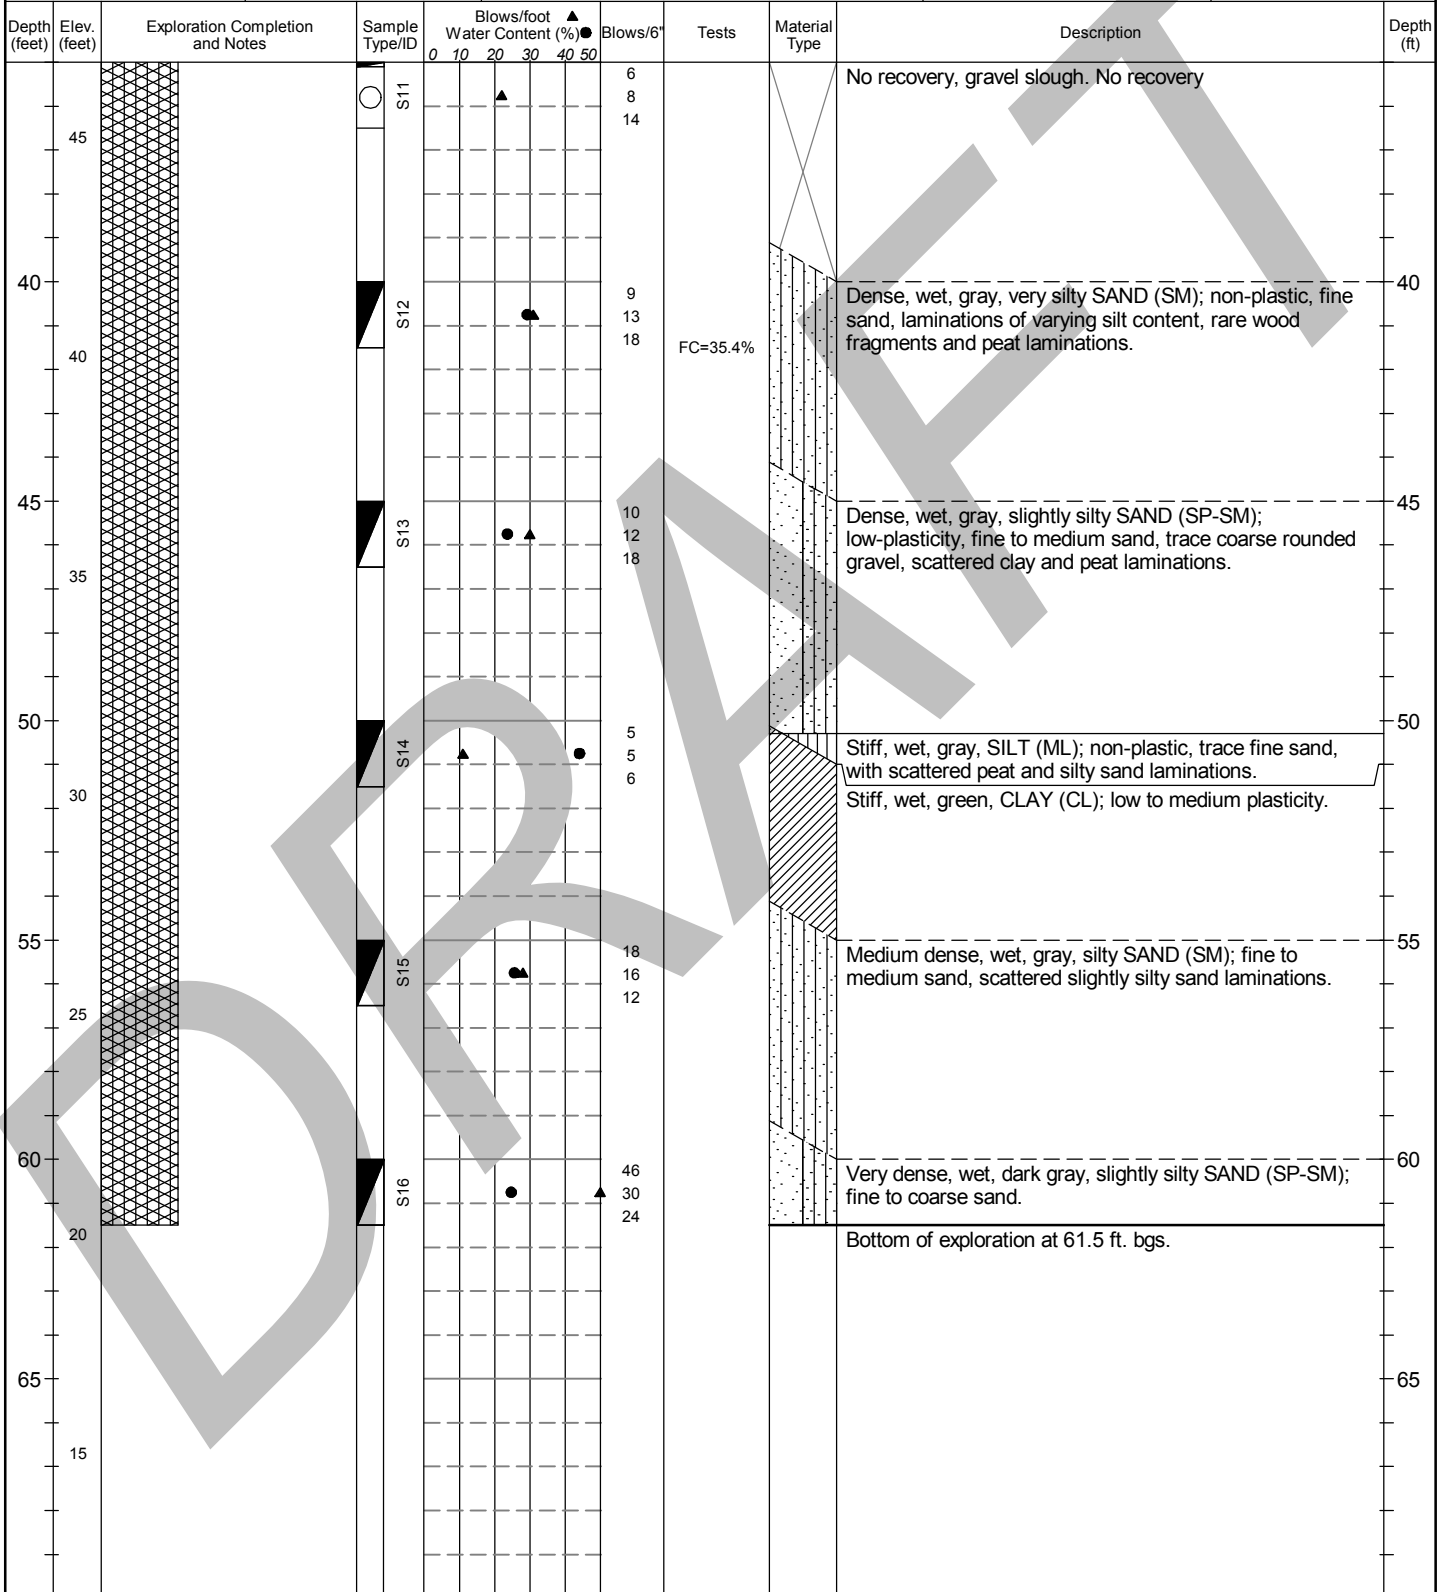 Depth (feet)
Elev. (feet)
Exploration Completion and Notes
Sample Type/ID
Blows/foot ▲
Water Content (%)●
0 10 20 30 40 50
Blows/6"
Tests
Material Type
Description
Depth (ft)
S11
6
8
14
No recovery, gravel slough. No recovery
45
40
S12
9
13
18
FC=35.4%
40
Dense, wet, gray, very silty SAND (SM); non-plastic, fine
sand, laminations of varying silt content, rare wood
fragments and peat laminations.
40
45
S13
10
12
18
Dense, wet, gray, slightly silty SAND (SP-SM);
low-plasticity, fine to medium sand, trace coarse rounded
gravel, scattered clay and peat laminations.
45
35
50
S14
5
5
6
Stiff, wet, gray, SILT (ML); non-plastic, trace fine sand,
with scattered peat and silty sand laminations.
Stiff, wet, green, CLAY (CL); low to medium plasticity.
50
30
55
S15
18
16
12
Medium dense, wet, gray, silty SAND (SM); fine to
medium sand, scattered slightly silty sand laminations.
55
25
60
S16
46
30
24
Very dense, wet, dark gray, slightly silty SAND (SP-SM);
fine to coarse sand.
60
20
Bottom of exploration at 61.5 ft. bgs.
65
65
15
DRAFT